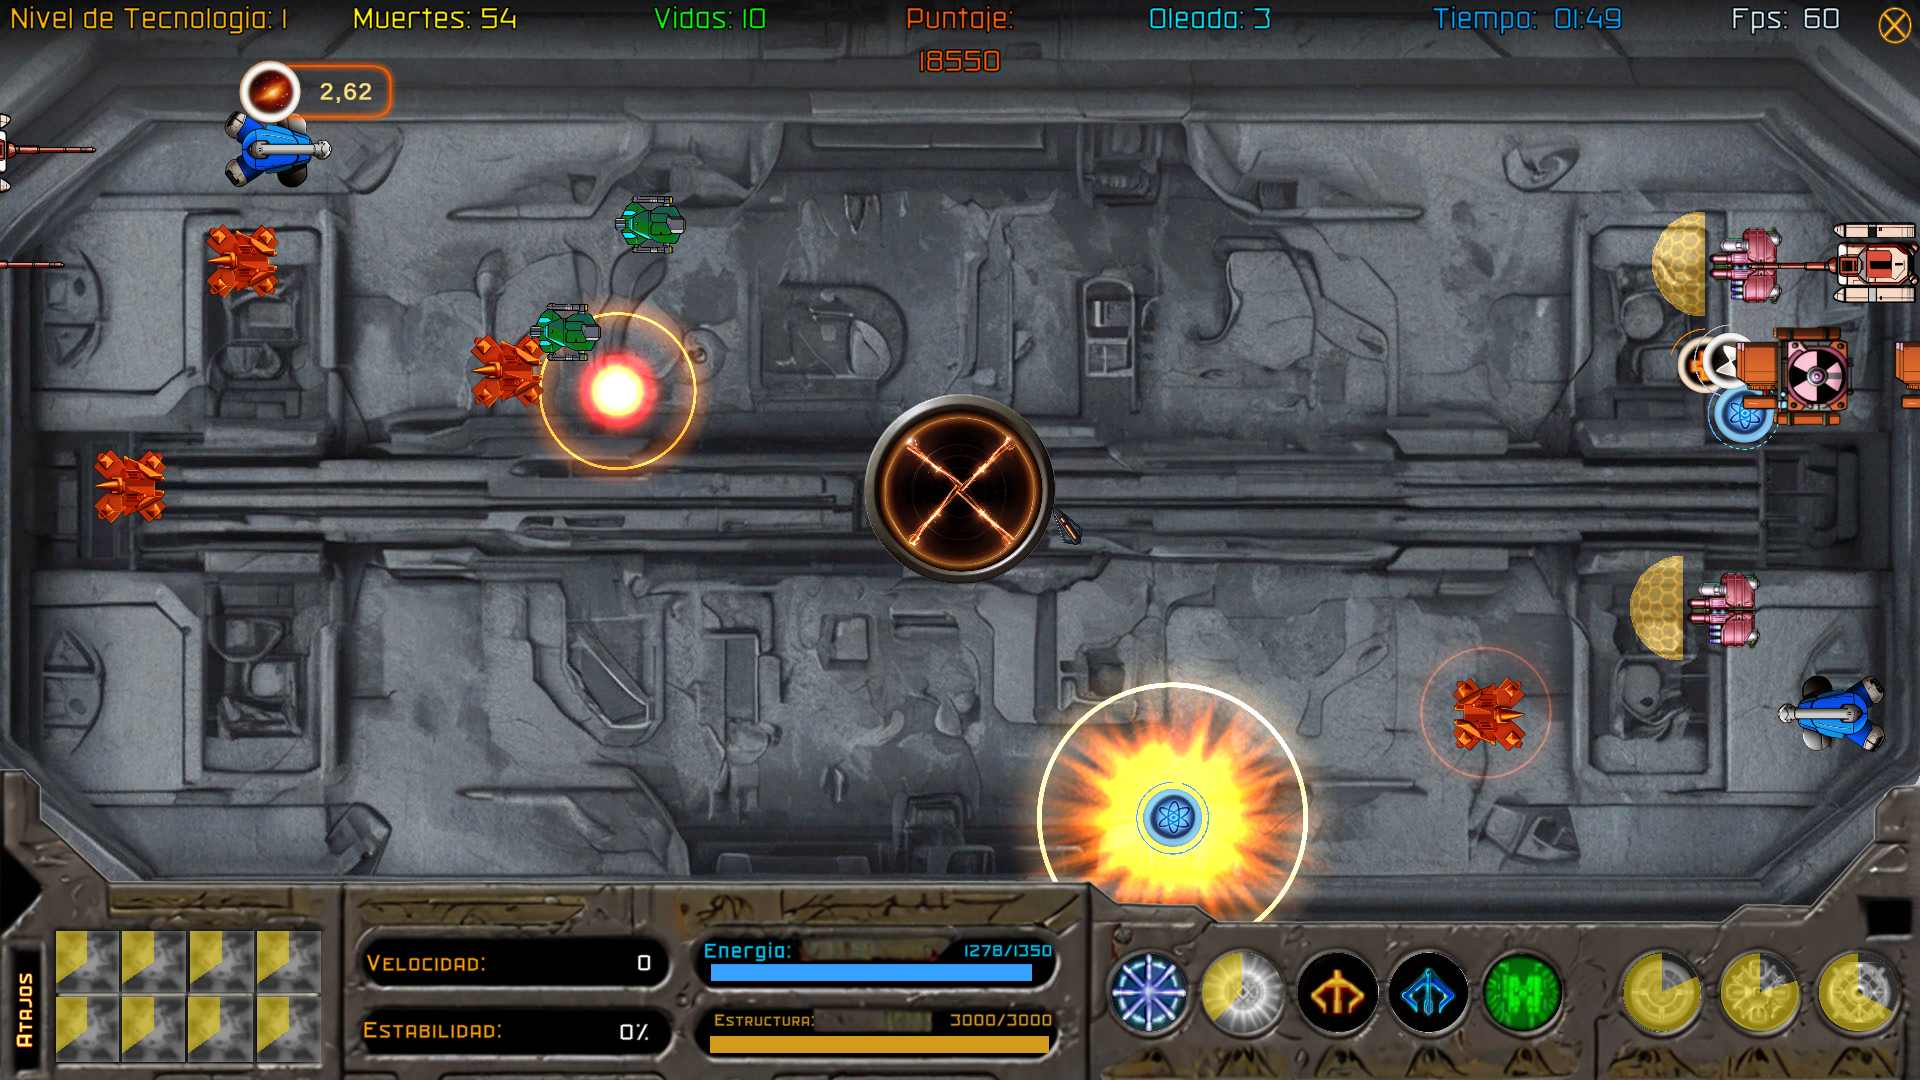 Nivel de Tecnologia: 1 Muertes: 54 Vidas: 10 Puntaje: Oleada: 3 Tiempo: 01:49 Fps: 60
18550
2,62
Atajos
Velocidad: 0
Estabilidad: 0%
Energia: 1278/1350
Estructura: 3000/3000